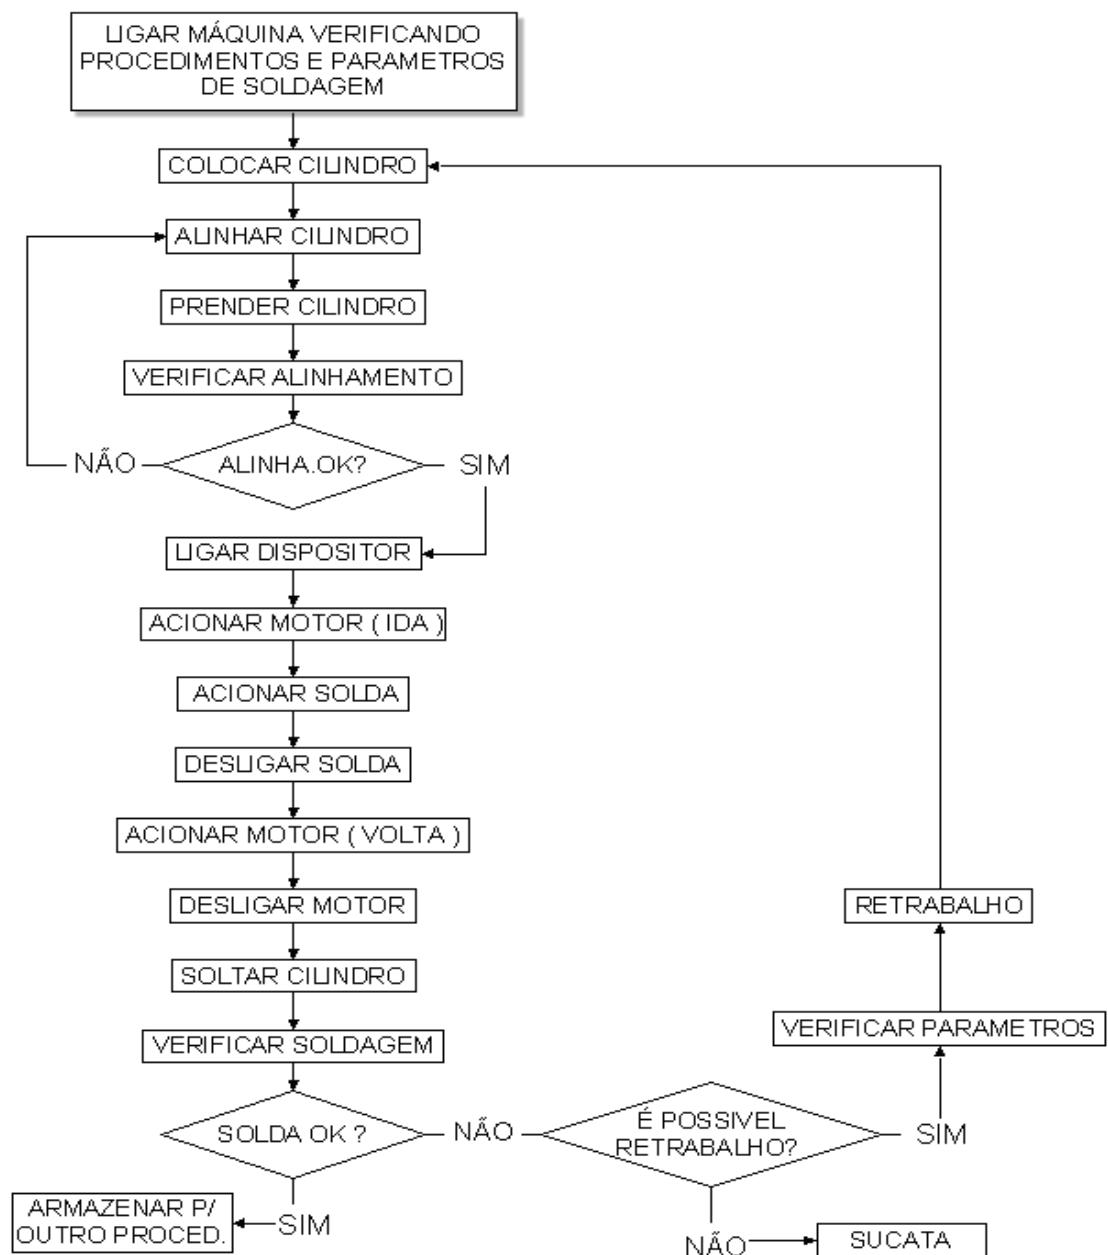 LIGAR MÁQUINA VERIFICANDO
PROCEDIMENTOS E PARAMETROS
DE SOLDAGEM
COLOCAR CILINDRO
ALINHAR CILINDRO
PRENDER CILINDRO
VERIFICAR ALINHAMENTO
NÃO
ALINHA.OK?
SIM
LIGAR DISPOSITOR
ACIONAR MOTOR ( IDA )
ACIONAR SOLDA
DESLIGAR SOLDA
ACIONAR MOTOR ( VOLTA )
DESLIGAR MOTOR
RETRABALHO
SOLTAR CILINDRO
VERIFICAR PARAMETROS
VERIFICAR SOLDAGEM
SOLDA OK ?
NÃO
É POSSIVEL
RETRABALHO?
SIM
ARMAZENAR P/
OUTRO PROCED.
SIM
NÃO
SUCATA